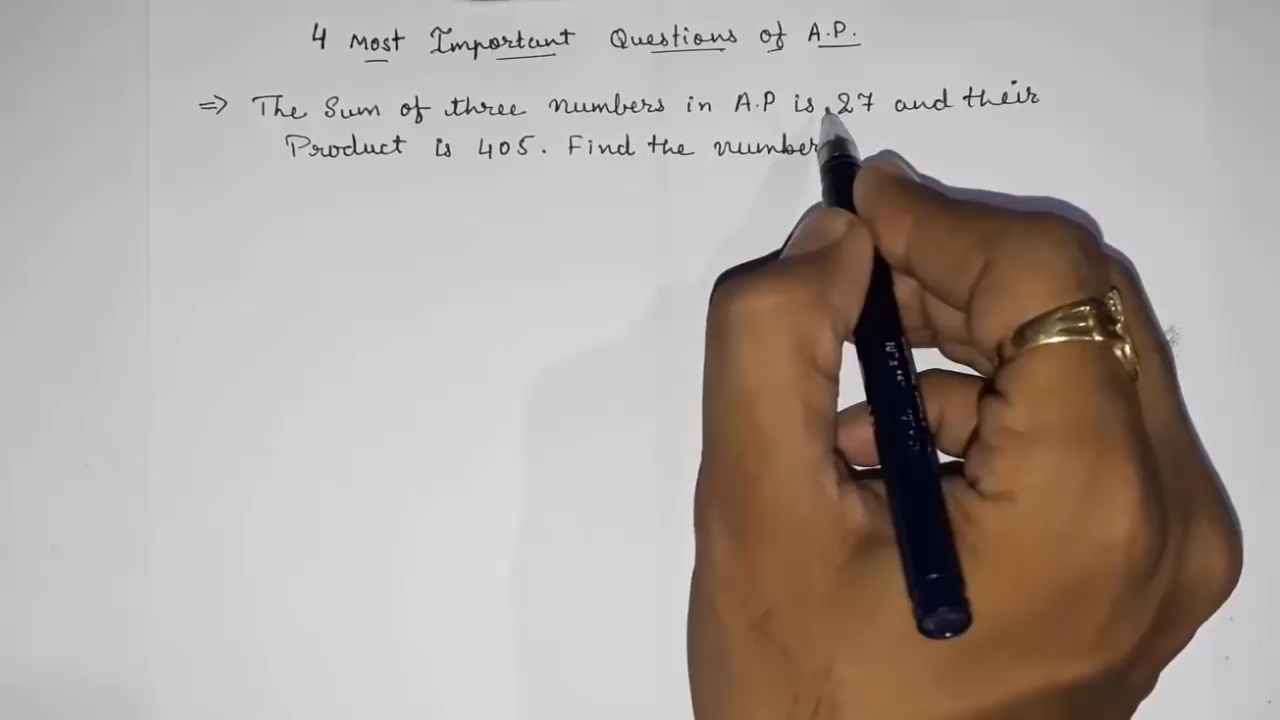 4 Most Important Questions of A.P.
=> The Sum of three numbers in A.P is 27 and their
Product is 405. Find the number